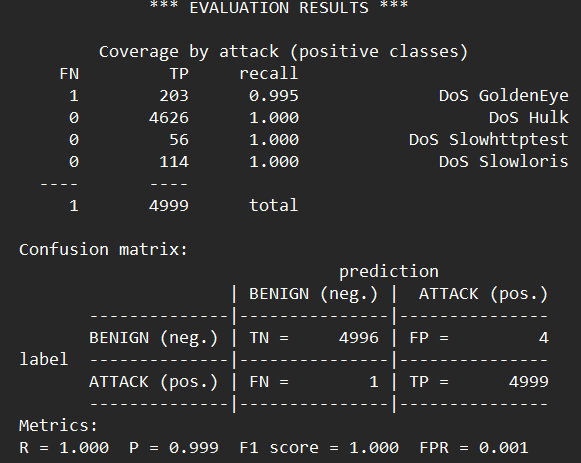 *** EVALUATION RESULTS ***
Coverage by attack (positive classes)
FN TP recall
1 203 0.995 DoS GoldenEye
0 4626 1.000 DoS Hulk
0 56 1.000 DoS Slowhttptest
0 114 1.000 DoS Slowloris
---- ----
1 4999 total
Confusion matrix:
prediction
| BENIGN (neg.) | ATTACK (pos.)
--------------|---------------|---------------
BENIGN (neg.) | TN = 4996 | FP = 4
label --------------|---------------|---------------
ATTACK (pos.) | FN = 1 | TP = 4999
--------------|---------------|---------------
Metrics:
R = 1.000 P = 0.999 F1 score = 1.000 FPR = 0.001